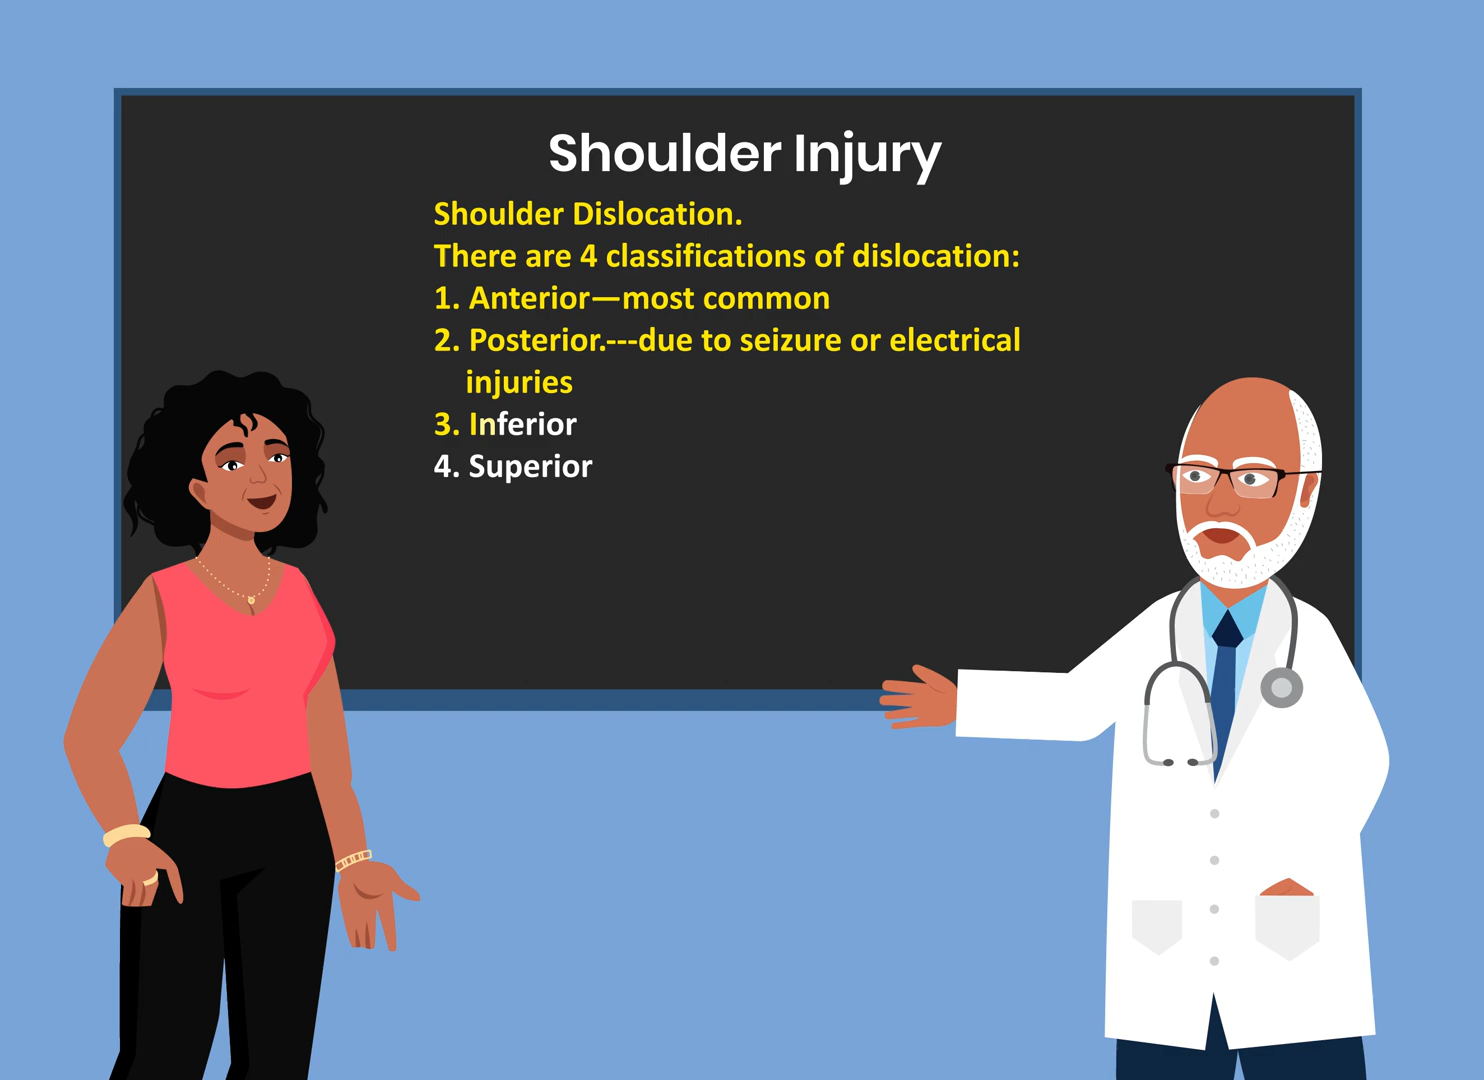 Shoulder Injury
Shoulder Dislocation.
There are 4 classifications of dislocation:
1. Anterior—most common
2. Posterior.---due to seizure or electrical
injuries
3. Inferior
4. Superior